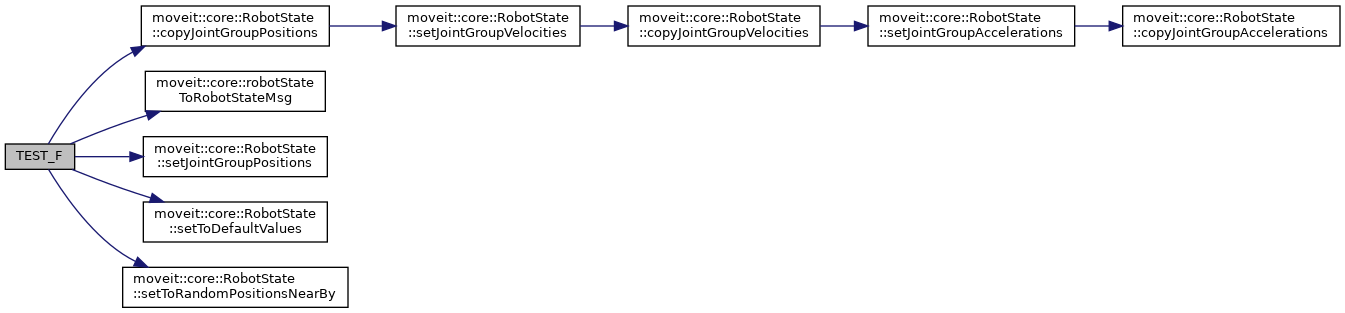 moveit::core::RobotState
::copyJointGroupPositions
moveit::core::RobotState
::setJointGroupVelocities
moveit::core::RobotState
::copyJointGroupVelocities
moveit::core::RobotState
::setJointGroupAccelerations
moveit::core::RobotState
::copyJointGroupAccelerations
moveit::core::robotState
ToRobotStateMsg
TEST_F
moveit::core::RobotState
::setJointGroupPositions
moveit::core::RobotState
::setToDefaultValues
moveit::core::RobotState
::setToRandomPositionsNearBy